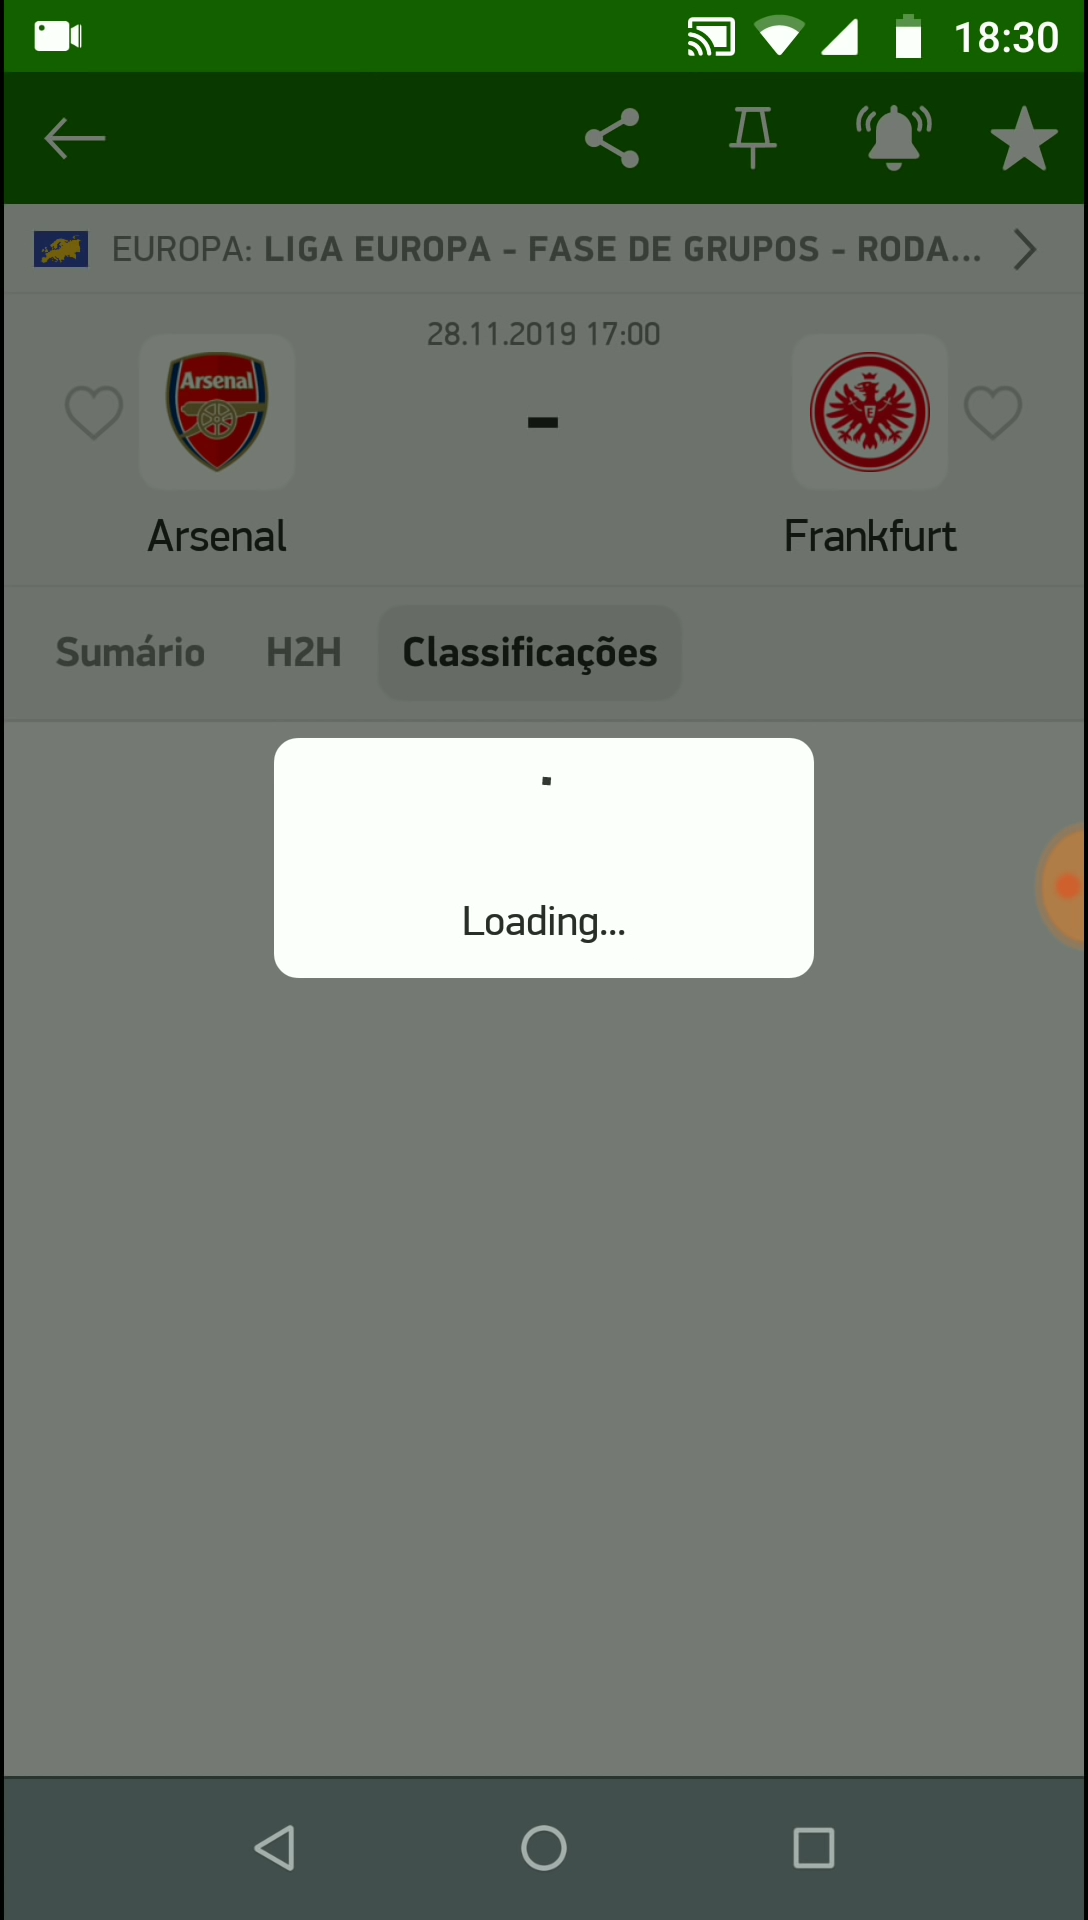 18:30
EUROPA: LIGA EUROPA - FASE DE GRUPOS - RODA...
28.11.2019 17:00
Arsenal
E
-
Arsenal
Frankfurt
Sumário
H2H
Classificações
Loading...